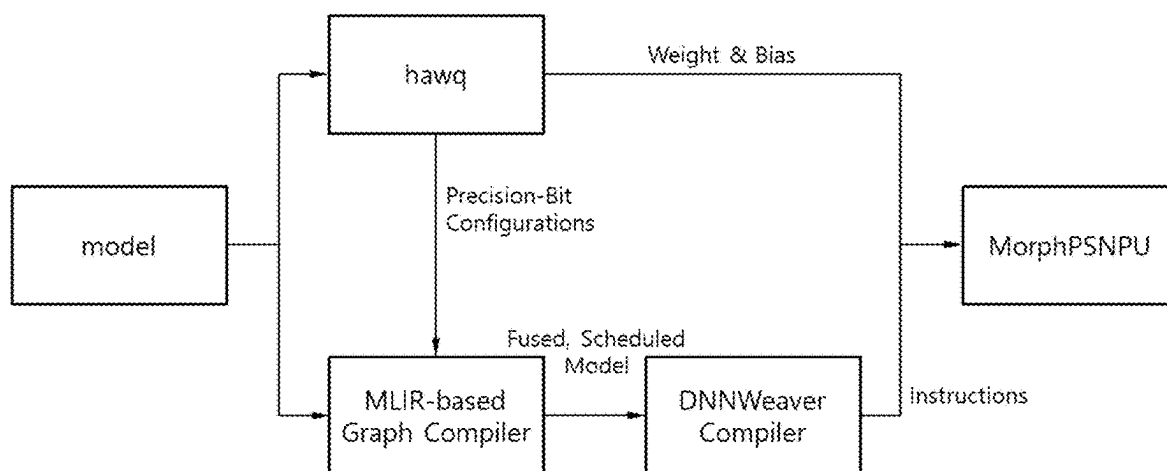 hawq
Weight & Bias
Precision-Bit
Configurations
model
MorphPSNPU
Fused, Scheduled
Model
MLIR-based
Graph Compiler
DNNWeaver
Compiler
instructions